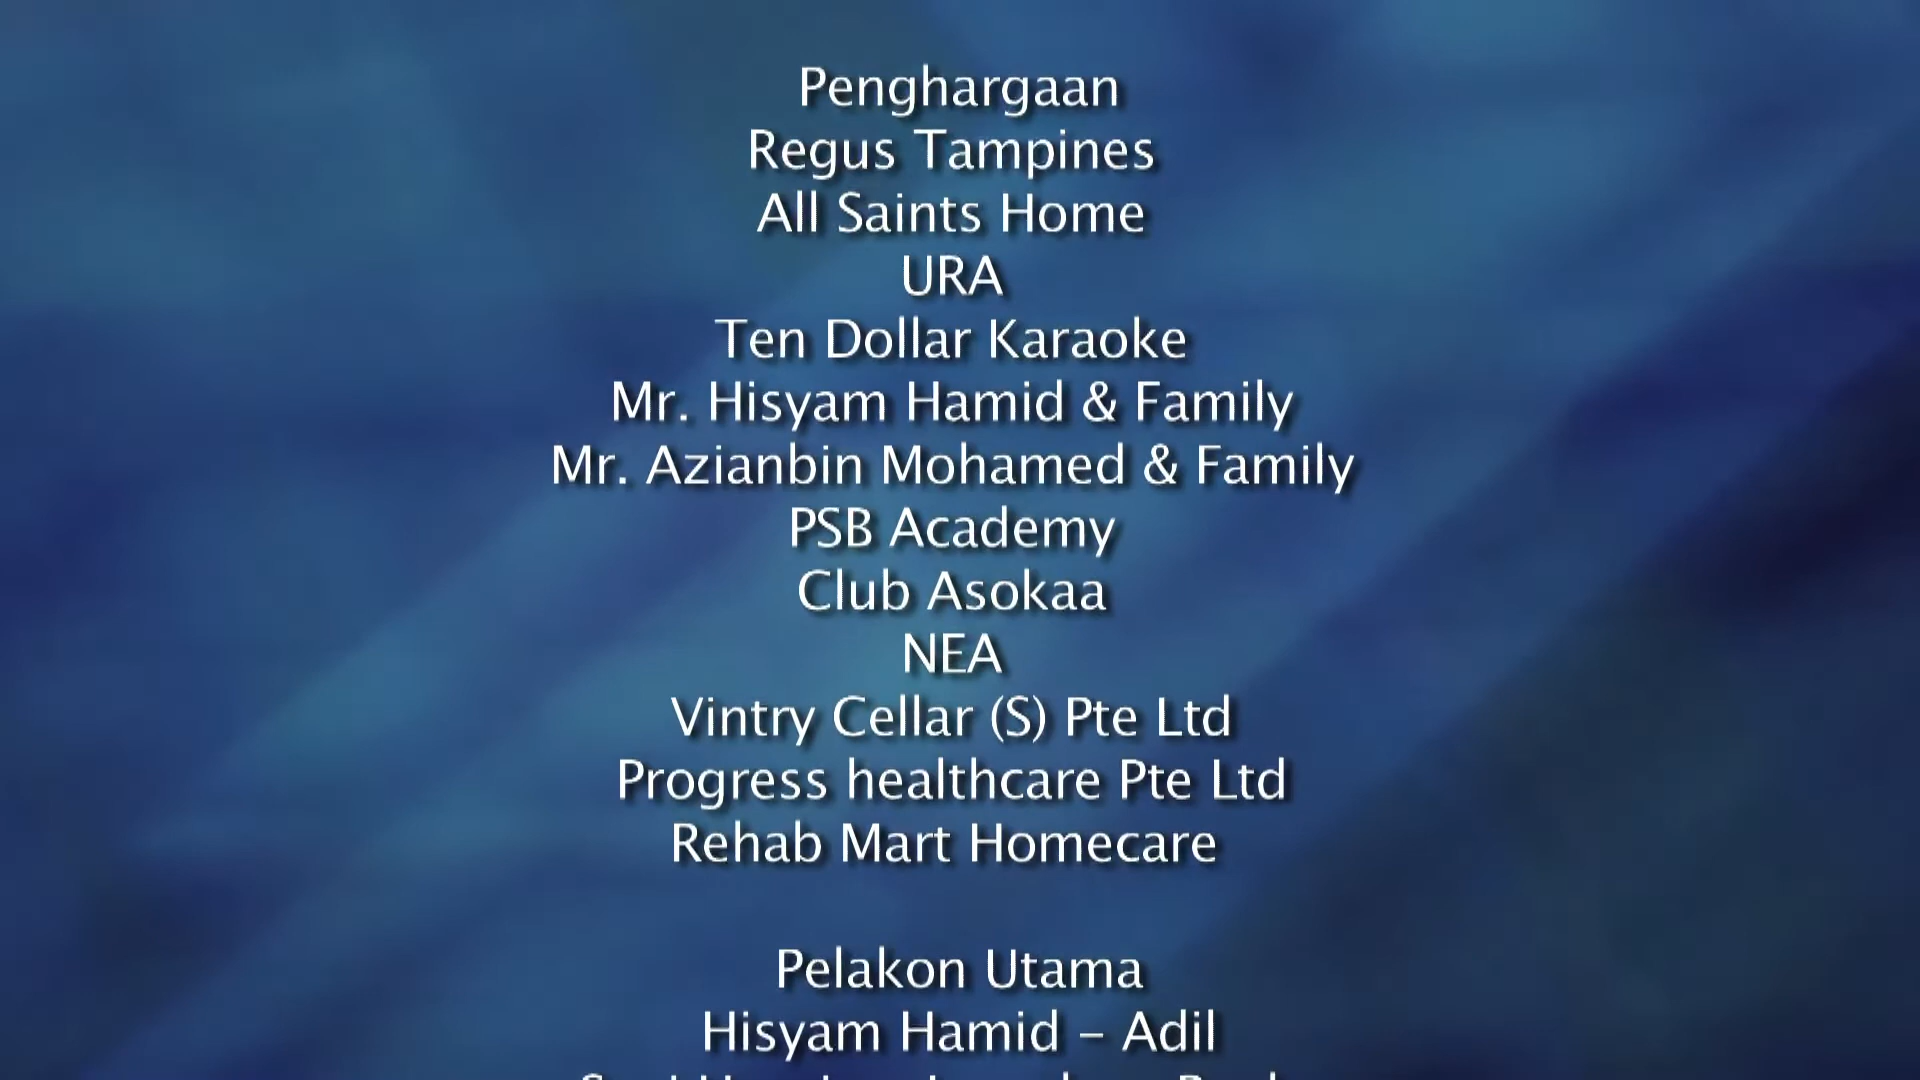 Penghargaan
Regus Tampines
All Saints Home
URA
Ten Dollar Karaoke
Mr. Hisyam Hamid & Family
Mr. Azianbin Mohamed & Family
PSB Academy
Club Asokaa
NEA
Vintry Cellar (S) Pte Ltd
Progress healthcare Pte Ltd
Rehab Mart Homecare
Pelakon Utama
Hisyam Hamid – Adil